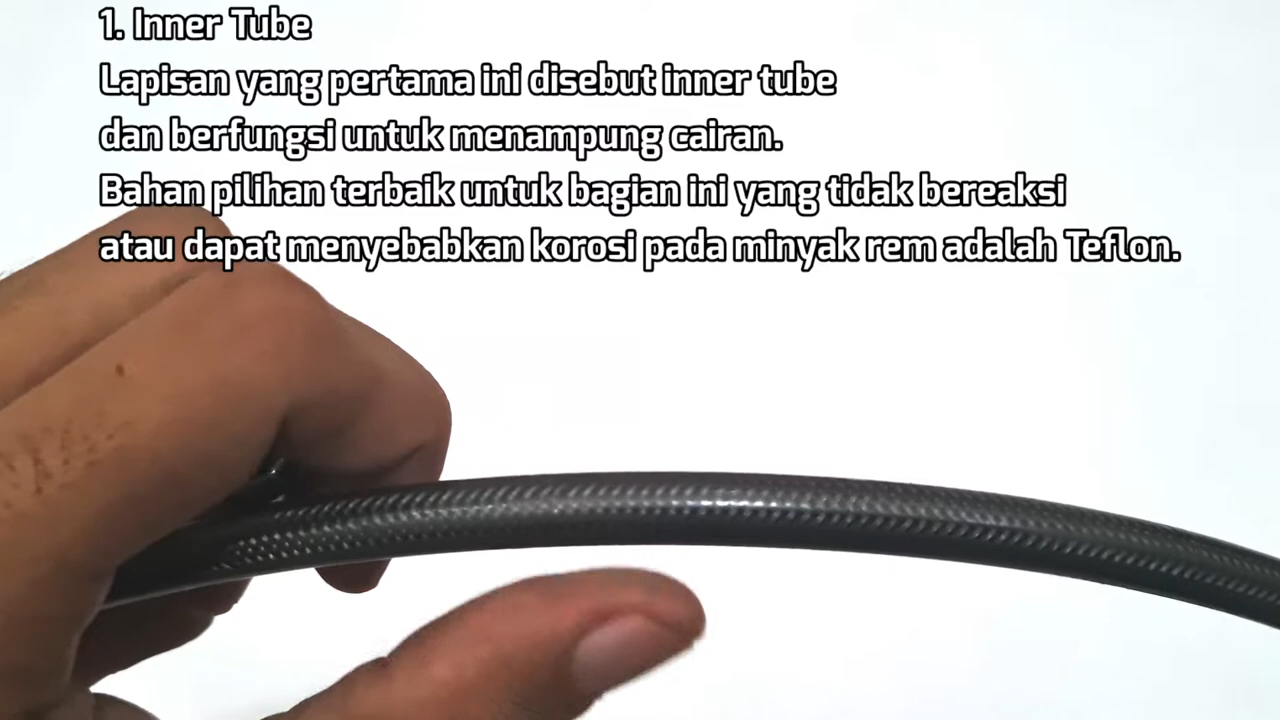 1. Inner Tube
Lapisan yang pertama ini disebut inner tube
dan berfungsi untuk menampung cairan.
Bahan pilihan terbaik untuk bagian ini yang tidak bereaksi
atau dapat menyebabkan korosi pada minyak rem adalah Teflon.